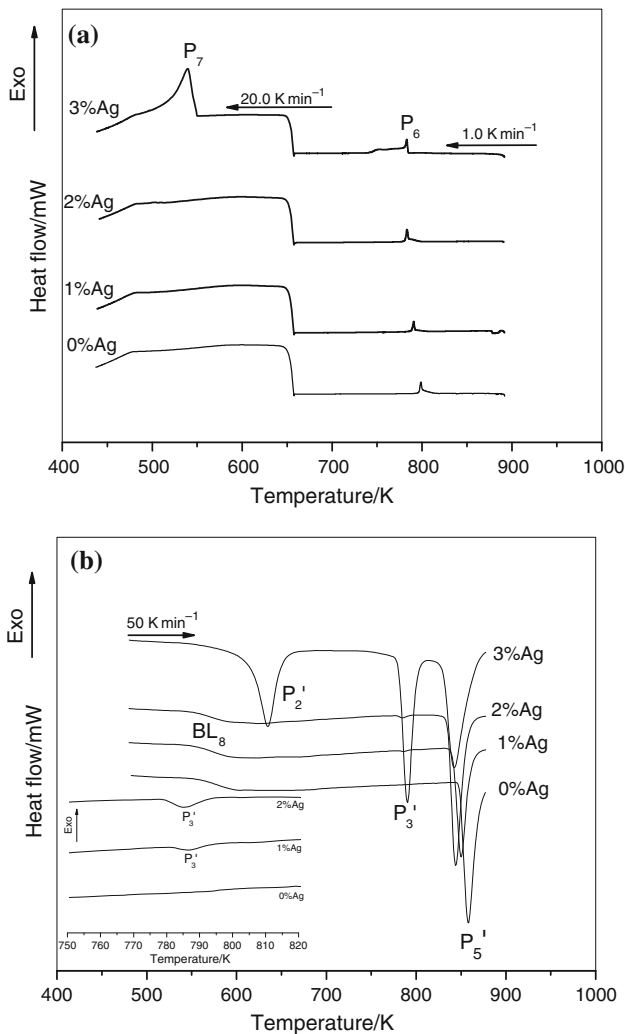 (a)
P7
Exo
20.0 K min−1
3%Ag
P6
1.0 K min−1
2%Ag
1%Ag
0%Ag
Heat flow/mW
400 500 600 700 800 900 1000
Temperature/K
(b)
Exo
50 K min−1
3%Ag
P2'
2%Ag
BL8
1%Ag
0%Ag
Heat flow/mW
Exo
P3'
2%Ag
P3'
P3'
1%Ag
0%Ag
P5'
750 760 770 780 790 800 810 820
Temperature/K
400 500 600 700 800 900 1000
Temperature/K